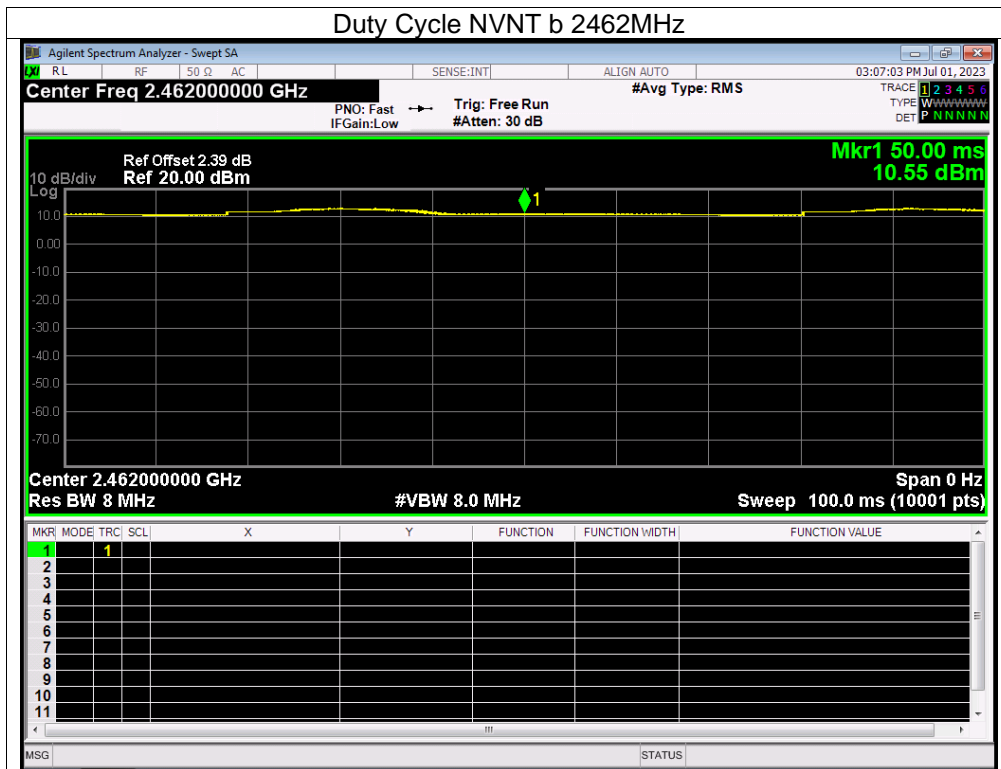 Duty Cycle NVNT b 2462MHz
Agilent Spectrum Analyzer - Swept SA
LXI RL RF 50 Ω AC SENSE:INT ALIGN AUTO 03:07:03 PM Jul 01, 2023
Center Freq 2.462000000 GHz #Avg Type: RMS TRACE 1 2 3 4 5 6
PNO: Fast Trig: Free Run TYPE WWWWWW
IFGain:Low #Atten: 30 dB DET P N N N N N
Mkr1 50.00 ms
Ref Offset 2.39 dB
10 dB/div Ref 20.00 dBm 10.55 dBm
Log
1
10.0
0.00
-10.0
-20.0
-30.0
-40.0
-50.0
-60.0
-70.0
Center 2.462000000 GHz Span 0 Hz
Res BW 8 MHz #VBW 8.0 MHz Sweep 100.0 ms (10001 pts)
MKR MODE TRC SCL X Y FUNCTION FUNCTION WIDTH FUNCTION VALUE
1 1
2
3
4
5
6
7
8
9
10
11
MSG STATUS